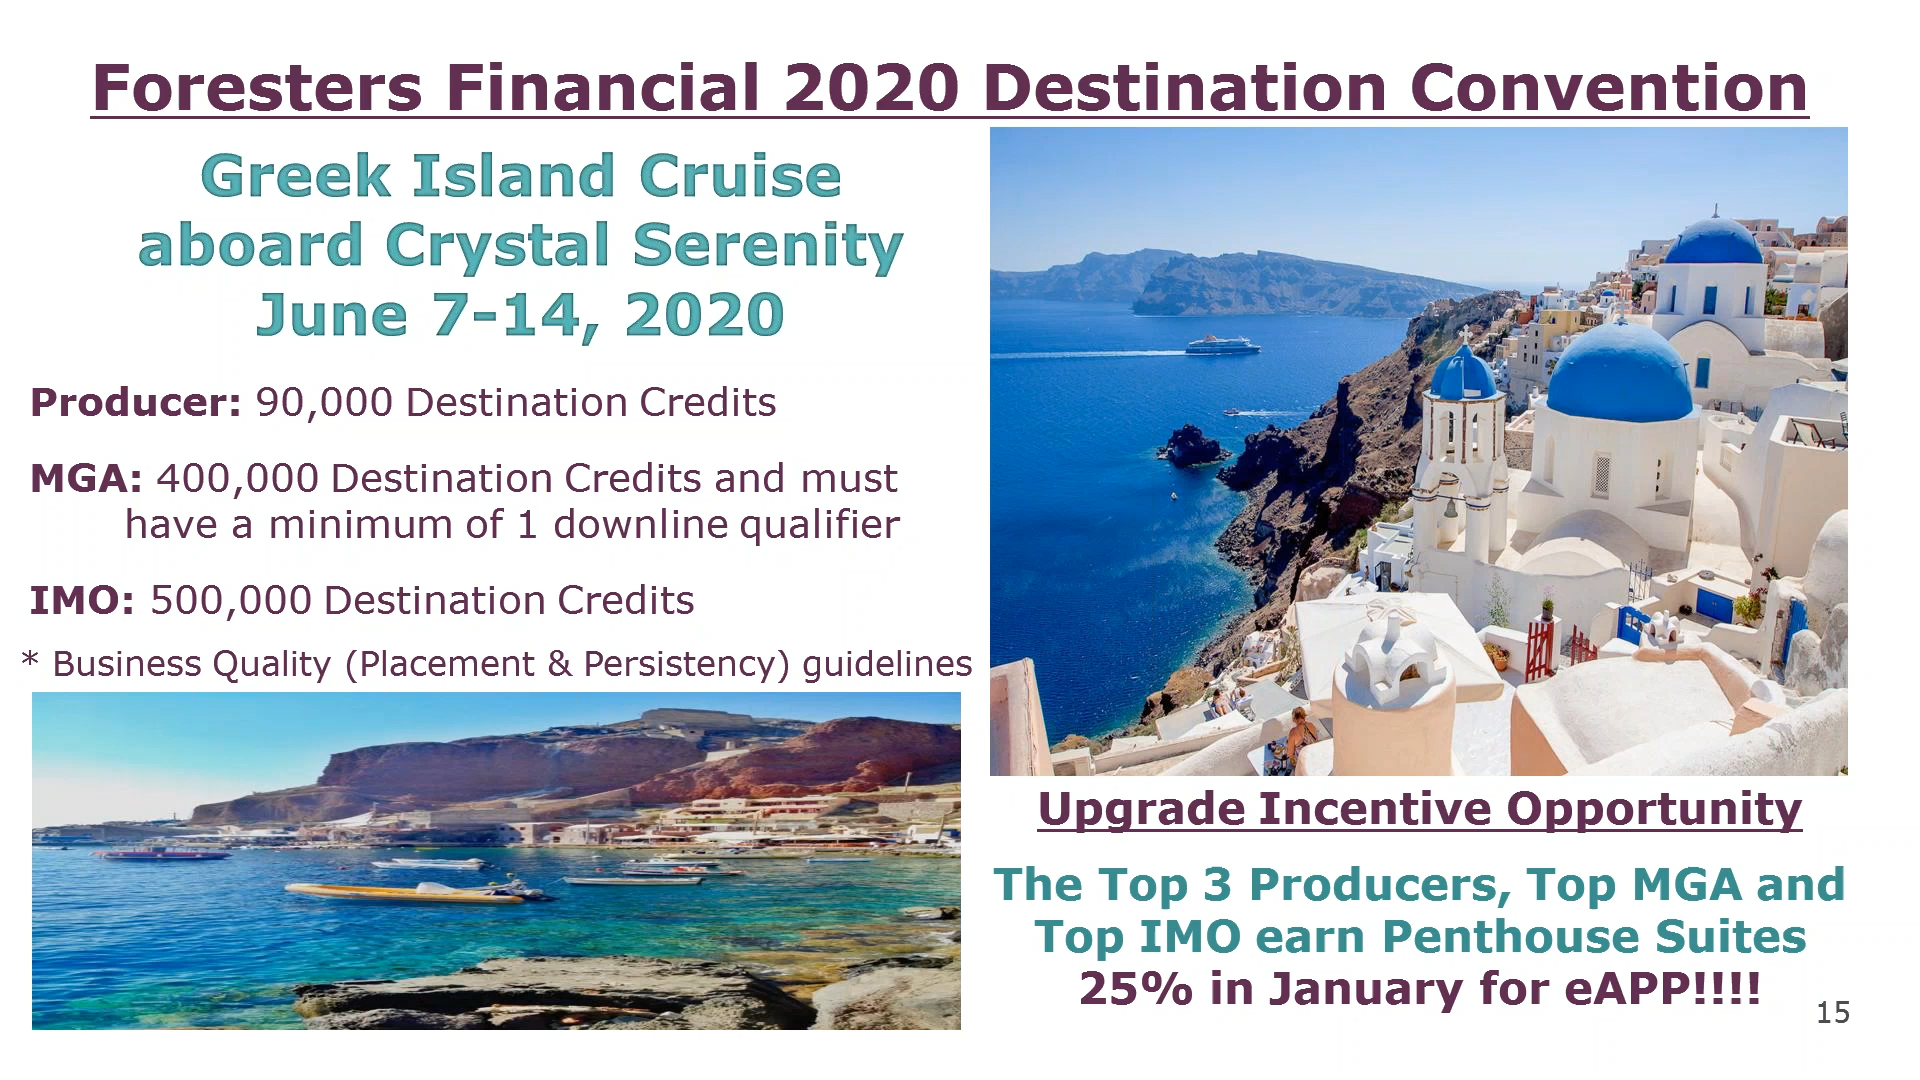 Foresters Financial 2020 Destination Convention
Greek Island Cruise
aboard Crystal Serenity
June 7-14, 2020
Producer: 90,000 Destination Credits
MGA: 400,000 Destination Credits and must
have a minimum of 1 downline qualifier
IMO: 500,000 Destination Credits
* Business Quality (Placement & Persistency) guidelines
Upgrade Incentive Opportunity
The Top 3 Producers, Top MGA and
Top IMO earn Penthouse Suites
25% in January for eAPP!!!!
15